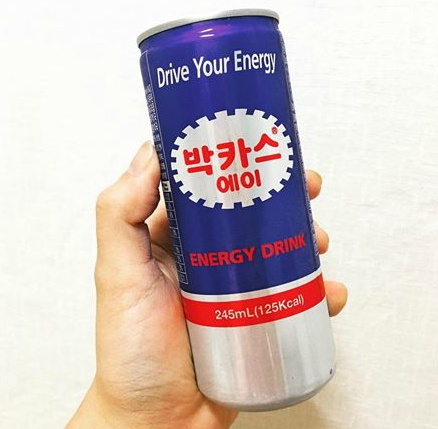 Drive Your Energy
박카스®
에이
ENERGY DRINK
245mL(125Kcal)